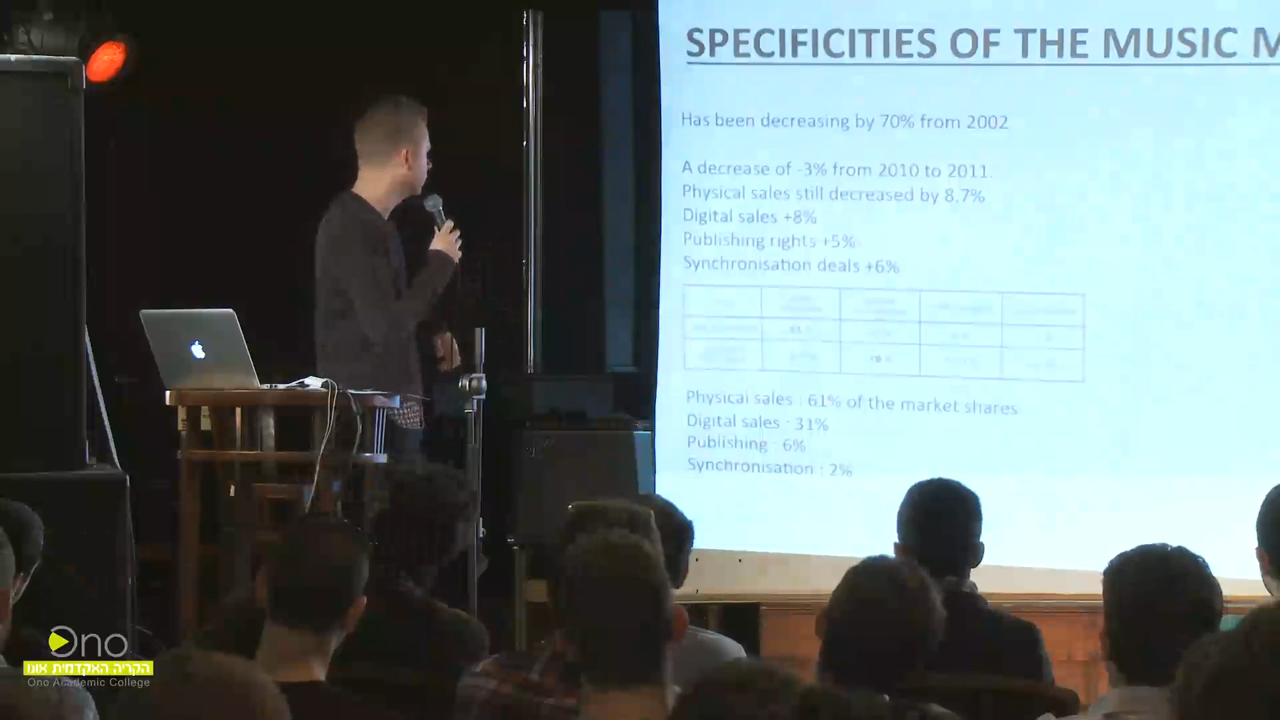 SPECIFICITIES OF THE MUSIC M
Has been decreasing by 70% from 2002
A decrease of -3% from 2010 to 2011.
Physical sales still decreased by 8.7%
Digital sales +8%
Publishing rights +5%
Synchronisation deals +6%
Physical sales : 61% of the market shares
Digital sales : 31%
Publishing : 6%
Synchronisation : 2%
Ono
הקריה האקדמית אונו
Ono Academic College